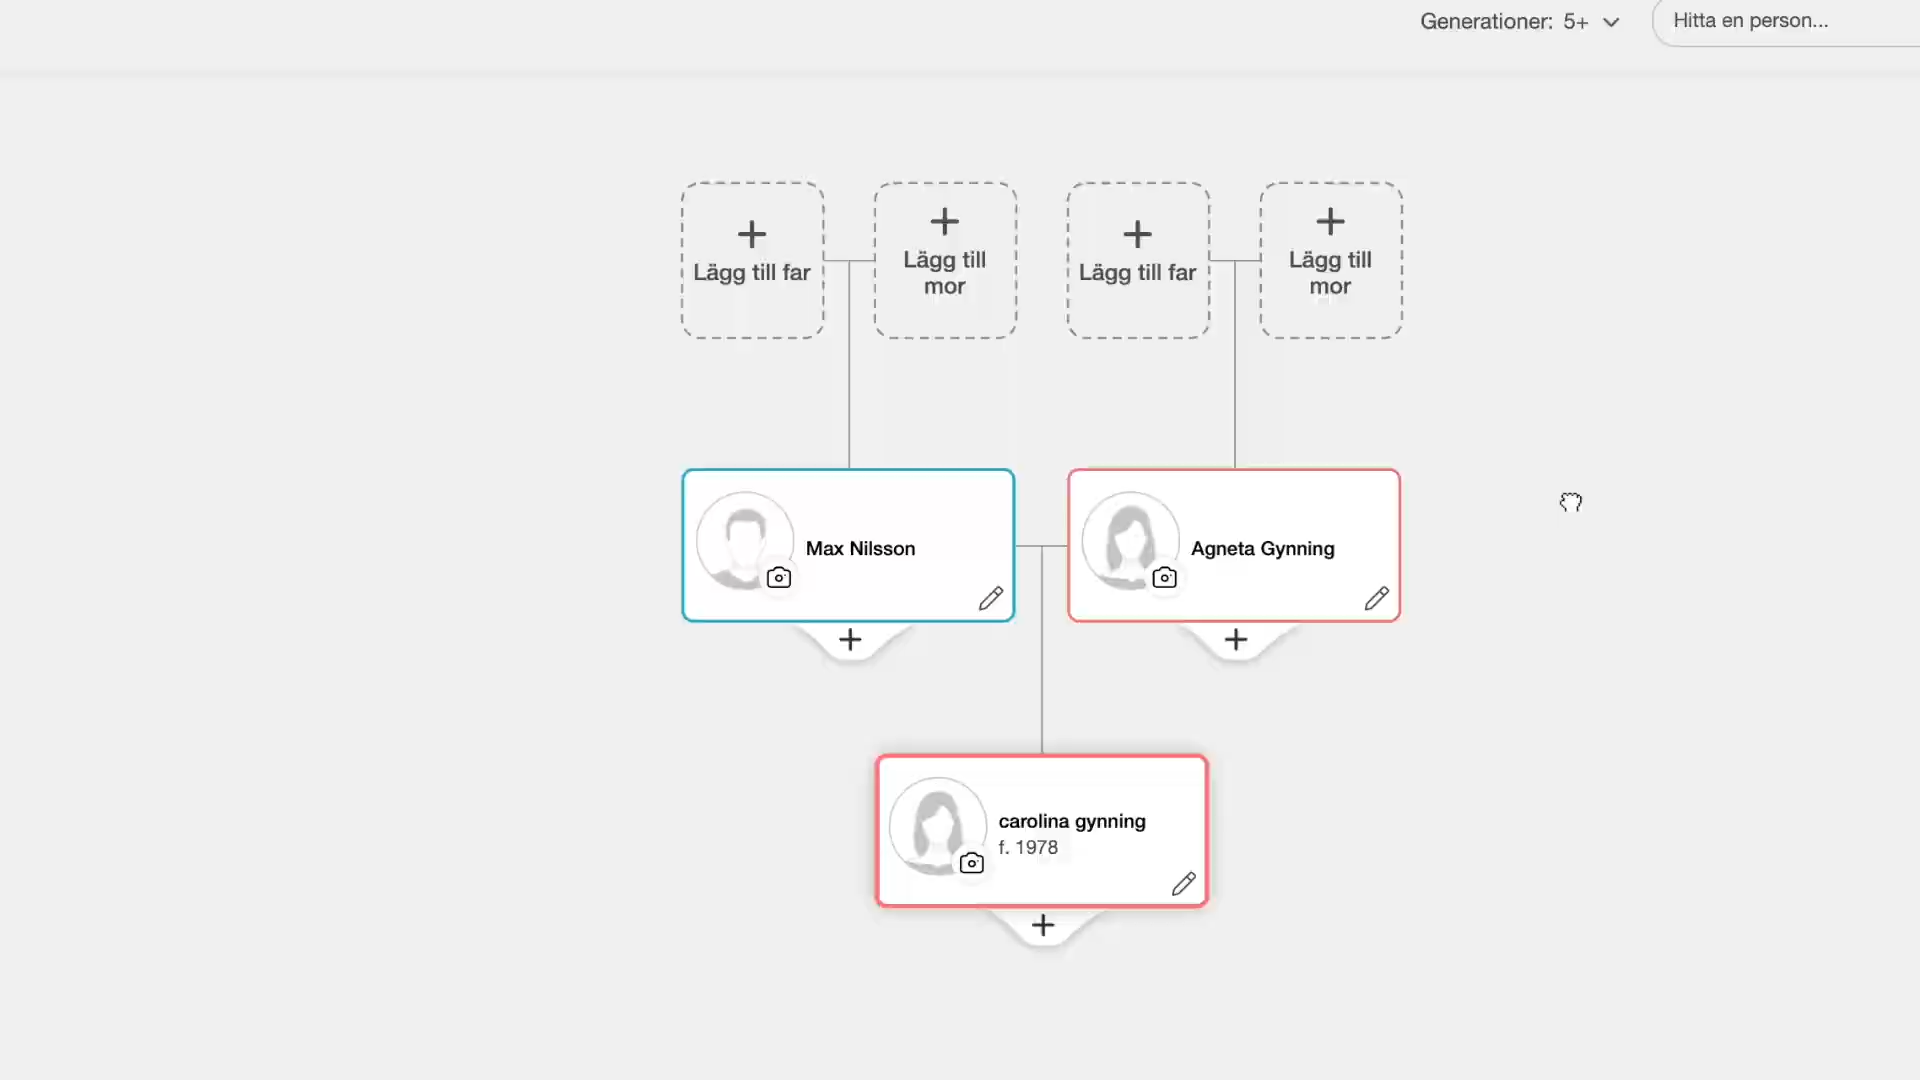 Generationer: 5+
Hitta en person...
Lägg till far
Lägg till
mor
Lägg till far
Lägg till
mor
Max Nilsson
Agneta Gynning
carolina gynning
f. 1978